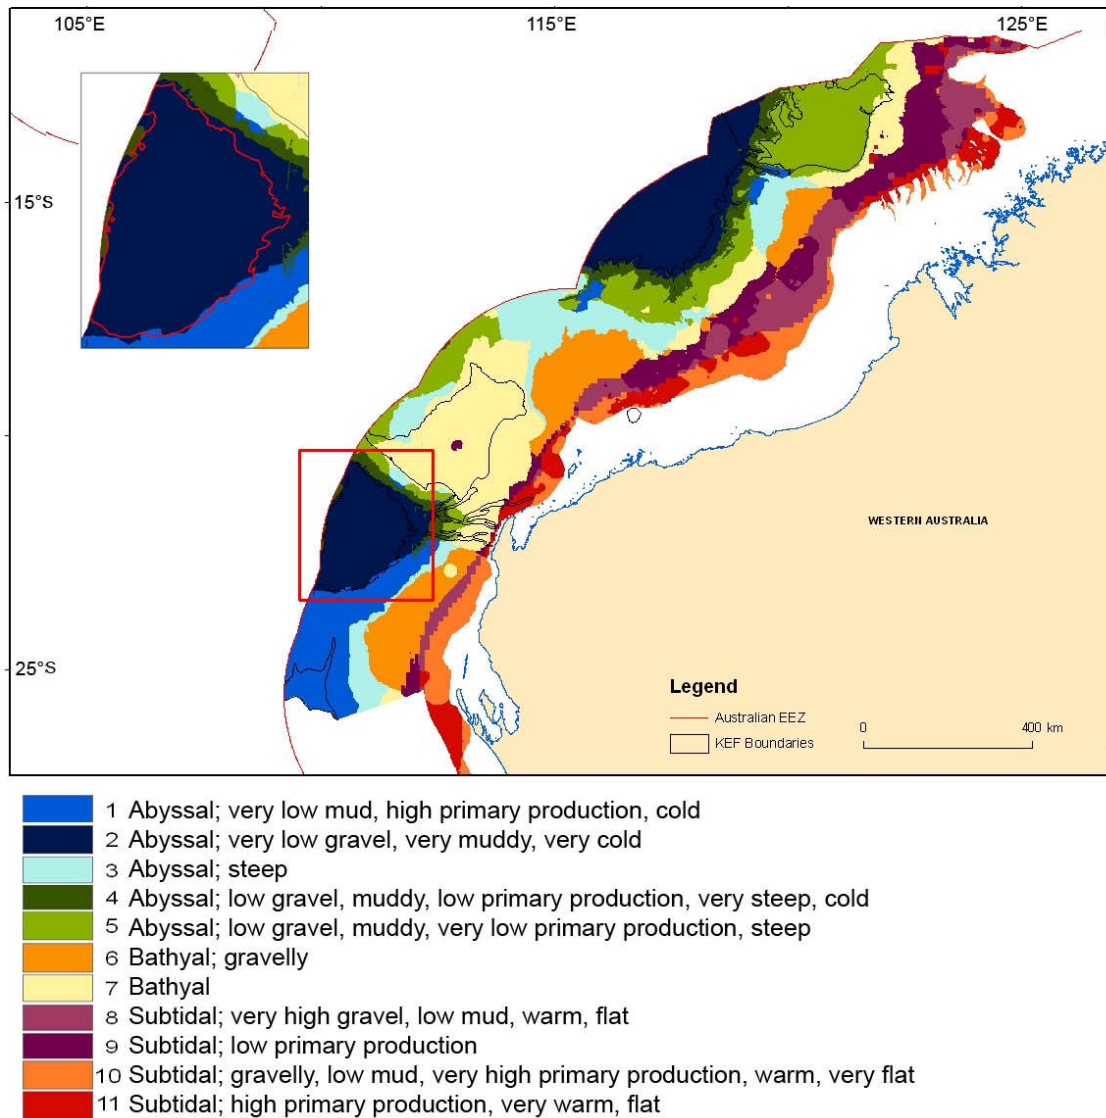 105°E 115°E 125°E
15°S
25°S
WESTERN AUSTRALIA
Legend
Australian EEZ
KEF Boundaries
0 400 km
1 Abyssal; very low mud, high primary production, cold
2 Abyssal; very low gravel, very muddy, very cold
3 Abyssal; steep
4 Abyssal; low gravel, muddy, low primary production, very steep, cold
5 Abyssal; low gravel, muddy, very low primary production, steep
6 Bathyal; gravelly
7 Bathyal
8 Subtidal; very high gravel, low mud, warm, flat
9 Subtidal; low primary production
10 Subtidal; gravelly, low mud, very high primary production, warm, very flat
11 Subtidal; high primary production, very warm, flat